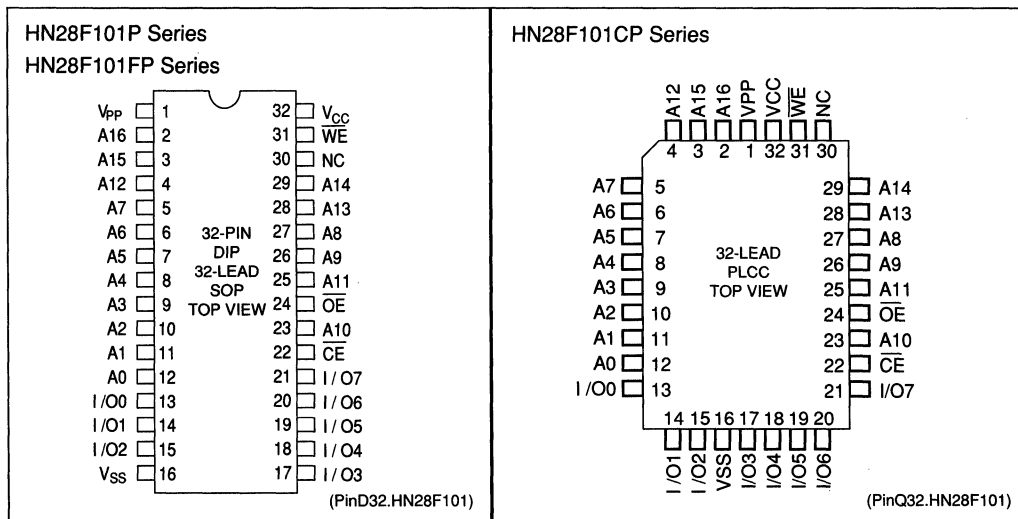 HN28F101P Series
HN28F101FP Series
VPP 1 32 VCC
A16 2 31 WE
A15 3 30 NC
A12 4 29 A14
A7 5 28 A13
A6 6 27 A8
A5 7 26 A9
A4 8 25 A11
A3 9 24 OE
A2 10 23 A10
A1 11 22 CE
A0 12 21 I/O7
I/O0 13 20 I/O6
I/O1 14 19 I/O5
I/O2 15 18 I/O4
VSS 16 17 I/O3
32-PIN
DIP
32-LEAD
SOP
TOP VIEW
(PinD32.HN28F101)
HN28F101CP Series
A12 A15 A16 VPP VCC WE NC
4 3 2 1 32 31 30
A7 5 29 A14
A6 6 28 A13
A5 7 27 A8
A4 8 26 A9
A3 9 25 A11
A2 10 24 OE
A1 11 23 A10
A0 12 22 CE
I/O0 13 21 I/O7
32-LEAD
PLCC
TOP VIEW
14 15 16 17 18 19 20
I/O1 I/O2 VSS I/O3 I/O4 I/O5 I/O6
(PinQ32.HN28F101)